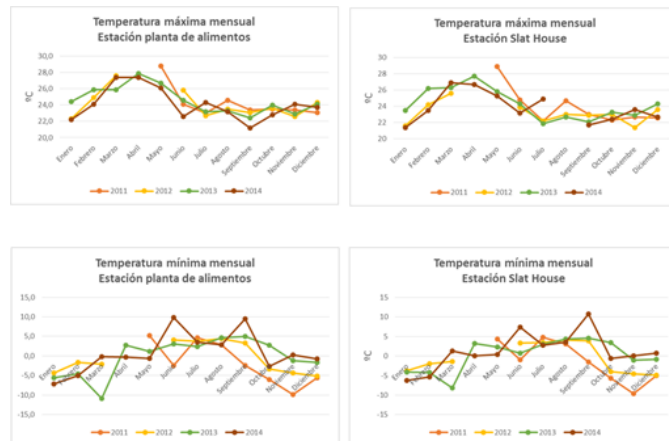 Temperatura máxima mensual
Estación planta de alimentos
ºC
30,0
28,0
26,0
24,0
22,0
20,0
Enero
Febrero
Marzo
Abril
Mayo
Junio
Julio
Agosto
Septiembre
Octubre
Noviembre
Diciembre
2011 2012 2013 2014
Temperatura máxima mensual
Estación Slat House
ºC
30
28
26
24
22
20
Enero
Febrero
Marzo
Abril
Mayo
Junio
Julio
Agosto
Septiembre
Octubre
Noviembre
Diciembre
2011 2012 2013 2014
Temperatura mínima mensual
Estación planta de alimentos
ºC
15,0
10,0
5,0
0,0
-5,0
-10,0
-15,0
Enero
Febrero
Marzo
Abril
Mayo
Junio
Julio
Agosto
Septiembre
Octubre
Noviembre
Diciembre
2011 2012 2013 2014
Temperatura mínima mensual
Estación Slat House
ºC
15
10
5
0
-5
-10
-15
Enero
Febrero
Marzo
Abril
Mayo
Junio
Julio
Agosto
Septiembre
Octubre
Noviembre
Diciembre
2011 2012 2013 2014